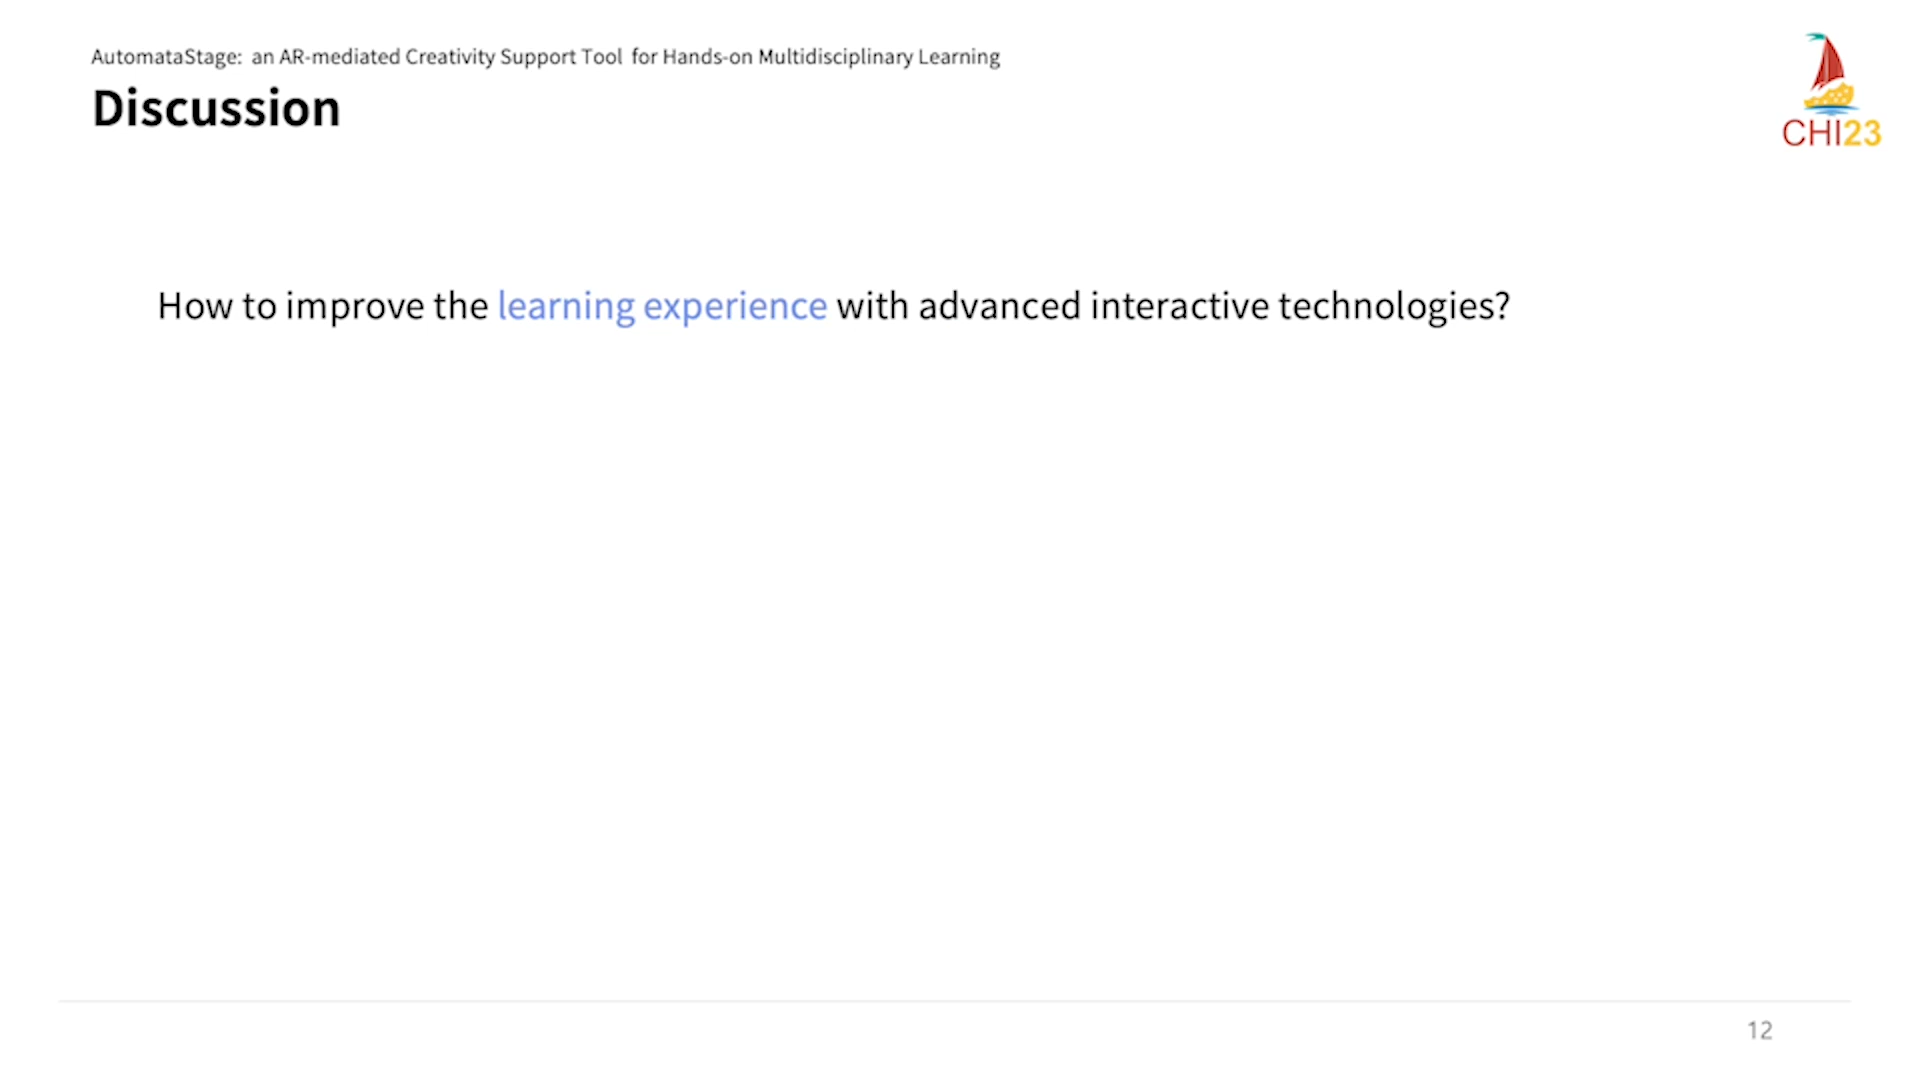 AutomataStage: an AR-mediated Creativity Support Tool for Hands-on Multidisciplinary Learning
Discussion
CHI23
How to improve the learning experience with advanced interactive technologies?
12